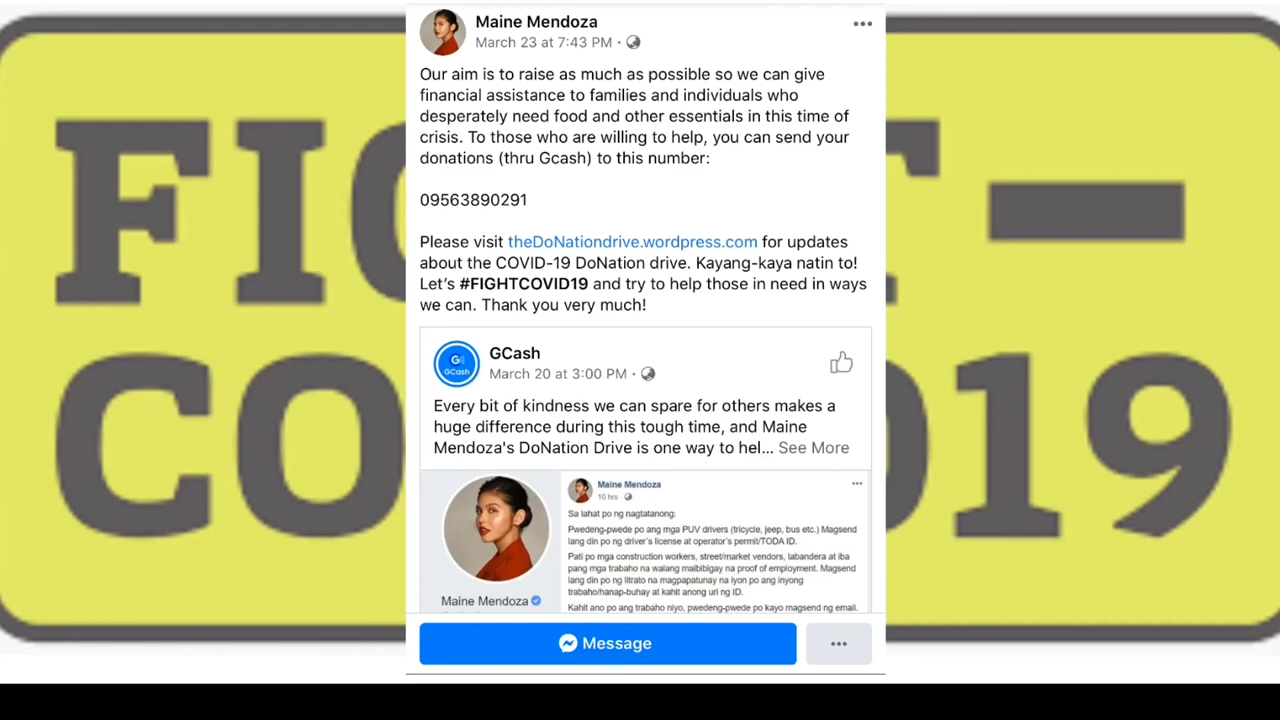 FIGHT —
COVID19
Maine Mendoza
March 23 at 7:43 PM ·
Our aim is to raise as much as possible so we can give
financial assistance to families and individuals who
desperately need food and other essentials in this time of
crisis. To those who are willing to help, you can send your
donations (thru Gcash) to this number:
09563890291
Please visit theDoNationdrive.wordpress.com for updates
about the COVID-19 DoNation drive. Kayang-kaya natin to!
Let's #FIGHTCOVID19 and try to help those in need in ways
we can. Thank you very much!
G
GCash
GCash
March 20 at 3:00 PM ·
Every bit of kindness we can spare for others makes a
huge difference during this tough time, and Maine
Mendoza's DoNation Drive is one way to hel... See More
Maine Mendoza
Maine Mendoza
10 hrs ·
Sa lahat po ng nagtatanong:
Pwedeng-pwede po ang mga PUV drivers (tricycle, jeep, bus etc.) Magsend
lang din po ng driver's license at operator's permit/TODA ID.
Pati po mga construction workers, street/market vendors, labandera at iba
pang mga trabaho na walang maibibigay na proof of employment. Magsend
lang din po ng litrato na magpapatunay na iyon po ang inyong
trabaho/hanap-buhay at kahit anong uri ng ID.
Kahit ano po ang trabaho niyo, pwedeng-pwede po kayo magsend ng email.
Message